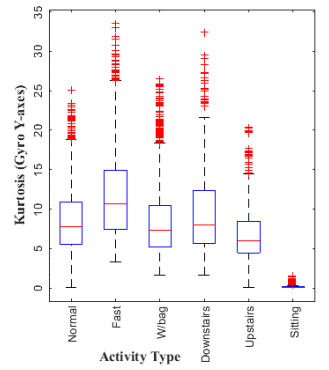 Kurtosis (Gyro Y-axes)
35
30
25
20
15
10
5
0
Normal
Fast
W/bag
Downstairs
Upstairs
Sitting
Activity Type